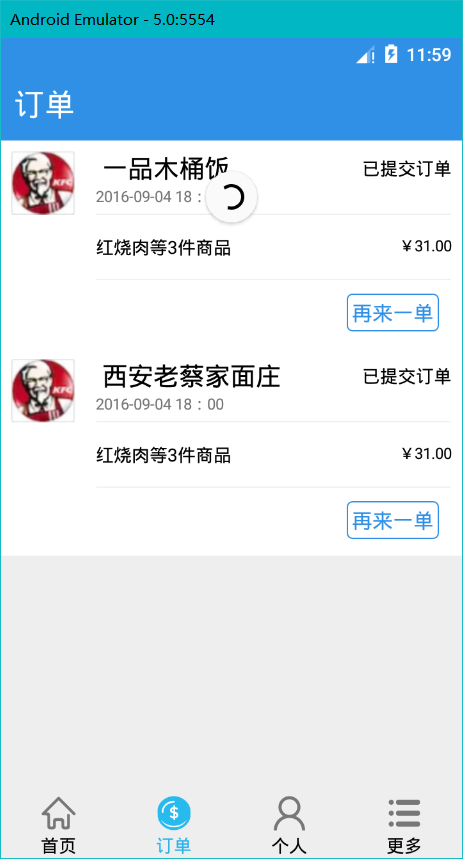 Android Emulator - 5.0:5554
11:59
订单
一品木桶饭 已提交订单
KFC
2016-09-04 18：
红烧肉等3件商品 ￥31.00
再来一单
西安老蔡家面庄 已提交订单
KFC
2016-09-04 18：00
红烧肉等3件商品 ￥31.00
再来一单
首页 订单 个人 更多